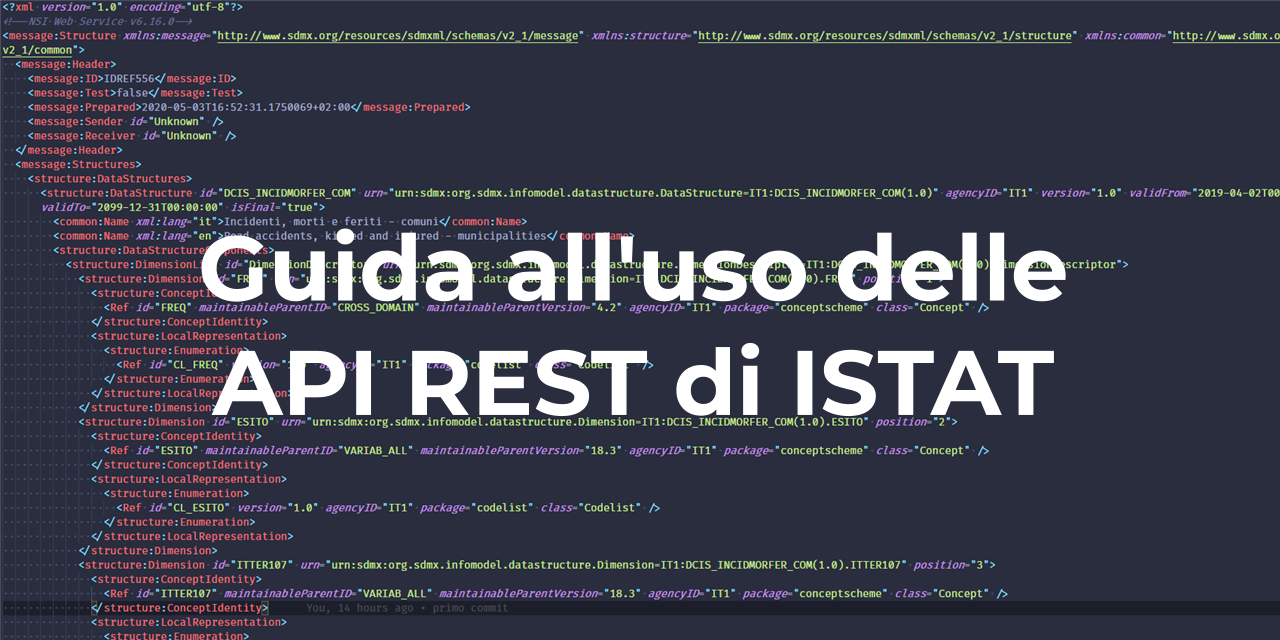 <?xml version="1.0" encoding="utf-8"?>
<!--NSI Web Service v6.16.0-->
<message:Structure xmlns:message="http://www.sdmx.org/resources/sdmxml/schemas/v2_1/message" xmlns:structure="http://www.sdmx.org/resources/sdmxml/schemas/v2_1/structure" xmlns:common="http://www.sdmx.o
v2_1/common">
<message:Header>
<message:ID>IDREF556</message:ID>
<message:Test>false</message:Test>
<message:Prepared>2020-05-03T16:52:31.1750069+02:00</message:Prepared>
<message:Sender id="Unknown" />
<message:Receiver id="Unknown" />
</message:Header>
<message:Structures>
<structure:DataStructures>
<structure:DataStructure id="DCIS_INCIDMORFER_COM" urn="urn:sdmx:org.sdmx.infomodel.datastructure.DataStructure=IT1:DCIS_INCIDMORFER_COM(1.0)" agencyID="IT1" version="1.0" validFrom="2019-04-02T00
validTo="2099-12-31T00:00:00" isFinal="true">
<common:Name xml:lang="it">Incidenti, morti e feriti - comuni</common:Name>
<common:Name xml:lang="en"> accidents, and - municipalities</
<structure:
Guida all'uso delle
<Ref id="FREQ" maintainableParentID="CROSS_DOMAIN" maintainableParentVersion="4.2" agencyID="IT1" package="conceptscheme" class="Concept" />
</structure:ConceptIdentity>
<structure:LocalRepresentation>
<structure:Enumeration>
<Ref id="CL_FREQ" "IT1" />
API REST di ISTAT
<structure:Dimension id="ESITO" urn="urn:sdmx:org.sdmx.infomodel.datastructure.Dimension=IT1:DCIS_INCIDMORFER_COM(1.0).ESITO" position="2">
<structure:ConceptIdentity>
<Ref id="ESITO" maintainableParentID="VARIAB_ALL" maintainableParentVersion="18.3" agencyID="IT1" package="conceptscheme" class="Concept" />
</structure:ConceptIdentity>
<structure:LocalRepresentation>
<structure:Enumeration>
<Ref id="CL_ESITO" version="1.0" agencyID="IT1" package="codelist" class="Codelist" />
</structure:Enumeration>
</structure:LocalRepresentation>
</structure:Dimension>
<structure:Dimension id="ITTER107" urn="urn:sdmx:org.sdmx.infomodel.datastructure.Dimension=IT1:DCIS_INCIDMORFER_COM(1.0).ITTER107" position="3">
<structure:ConceptIdentity>
<Ref id="ITTER107" maintainableParentID="VARIAB_ALL" maintainableParentVersion="18.3" agencyID="IT1" package="conceptscheme" class="Concept" />
</structure:ConceptIdentity> You, 14 hours ago • primo commit
<structure:LocalRepresentation>
<structure:Enumeration>